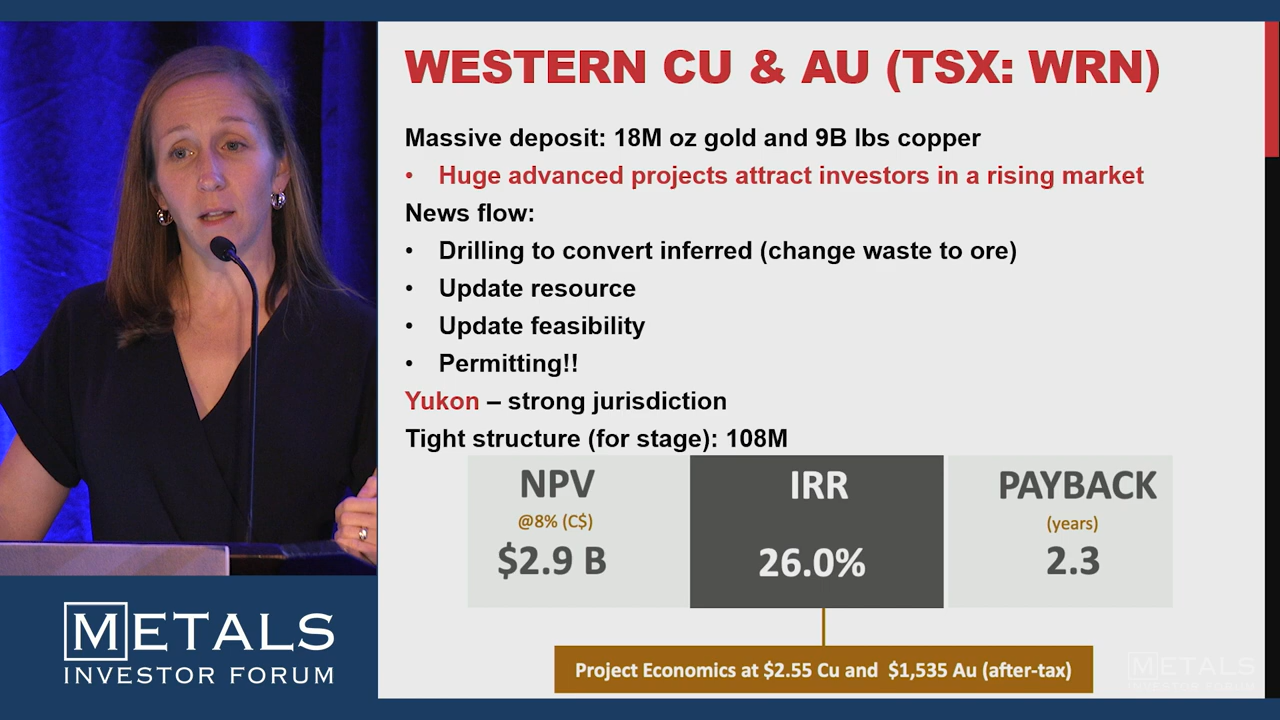 WESTERN CU & AU (TSX: WRN)
Massive deposit: 18M oz gold and 9B lbs copper
• Huge advanced projects attract investors in a rising market
News flow:
• Drilling to convert inferred (change waste to ore)
• Update resource
• Update feasibility
• Permitting!!
Yukon – strong jurisdiction
Tight structure (for stage): 108M
NPV
@8% (C$)
$2.9 B
IRR
26.0%
PAYBACK
(years)
2.3
Project Economics at $2.55 Cu and $1,535 Au (after-tax)
METALS
INVESTOR FORUM
METALS
INVESTOR FORUM